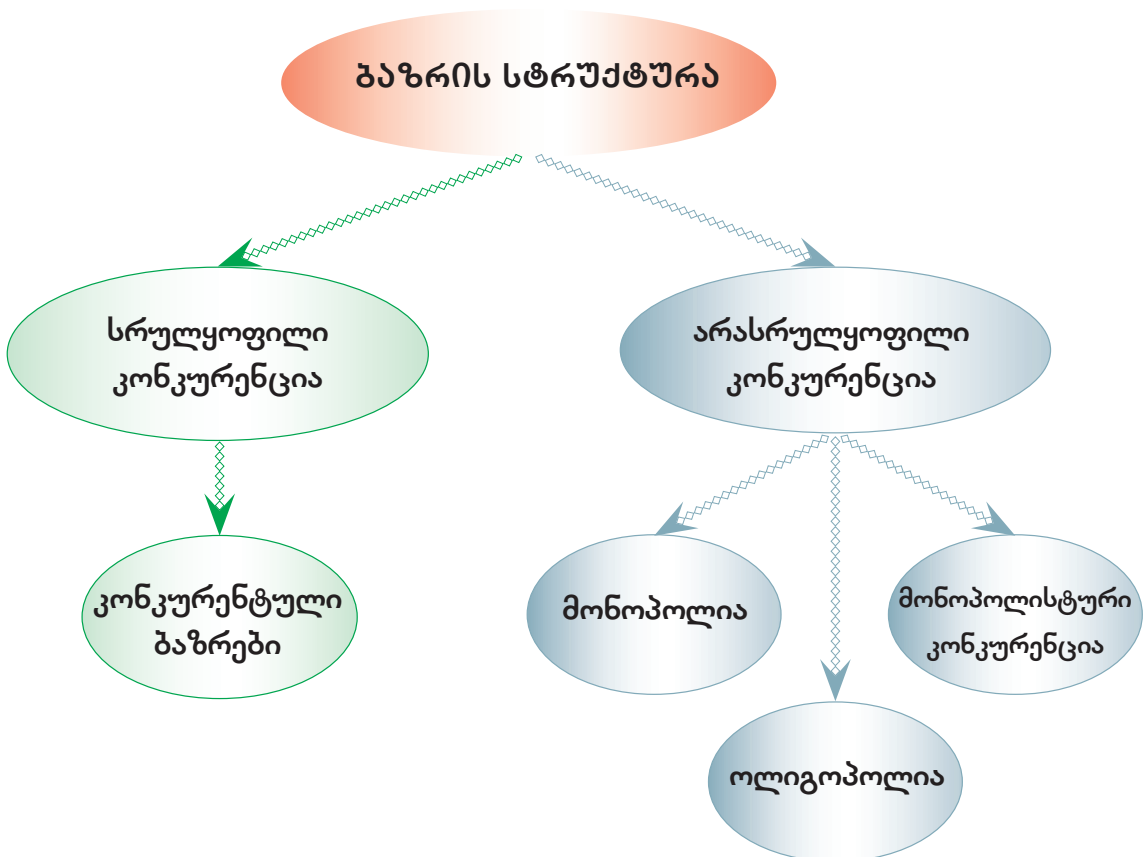 ბაზრის სტრუქტურა
სრულყოფილი
კონკურენცია
არასრულყოფილი
კონკურენცია
კონკურენტული
ბაზრები
მონოპოლია
მონოპოლისტური
კონკურენცია
ოლიგოპოლია